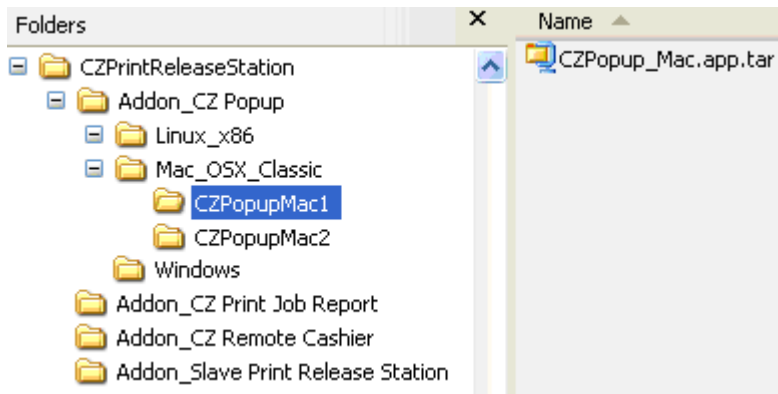 Folders
CZPrintReleaseStation
Addon_CZ Popup
Linux_x86
Mac_OSX_Classic
CZPopupMac1
CZPopupMac2
Windows
Addon_CZ Print Job Report
Addon_CZ Remote Cashier
Addon_Slave Print Release Station
Name
CZPopup_Mac.app.tar